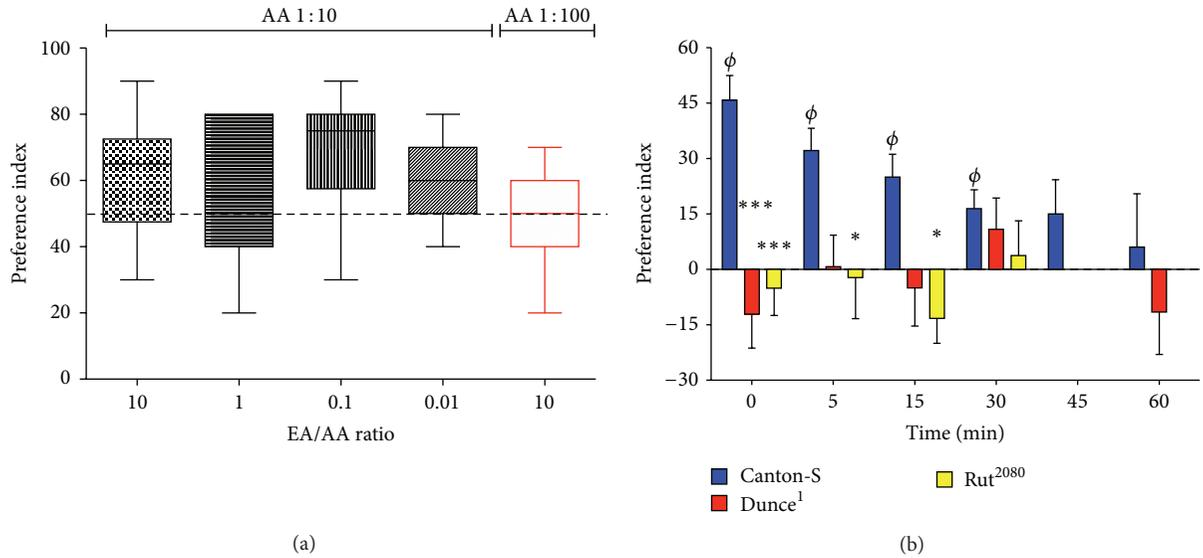 AA 1:10
AA 1:100
100
80
60
40
20
0
Preference index
10
1
0.1
0.01
10
EA/AA ratio
(a)
60
45
30
15
0
−15
−30
Preference index
ϕ
ϕ
ϕ
ϕ
***
***
*
*
0
5
15
30
45
60
Time (min)
Canton-S
Dunce¹
Rut²⁰⁸⁰
(b)